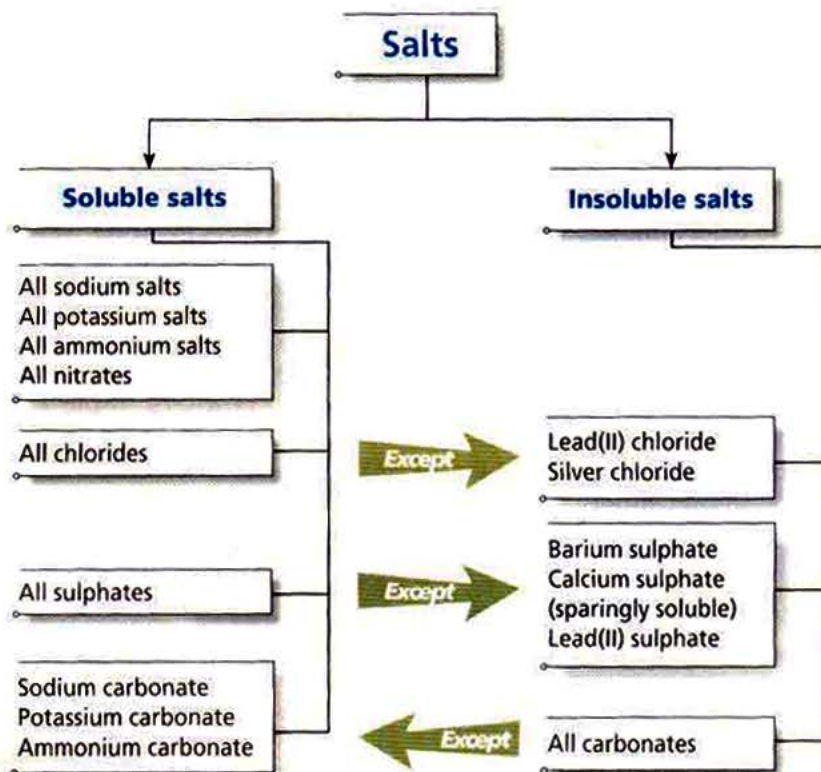 Salts
Soluble salts
Insoluble salts
All sodium salts
All potassium salts
All ammonium salts
All nitrates
All chlorides
Except
Lead(II) chloride
Silver chloride
All sulphates
Except
Barium sulphate
Calcium sulphate
(sparingly soluble)
Lead(II) sulphate
Sodium carbonate
Potassium carbonate
Ammonium carbonate
Except
All carbonates